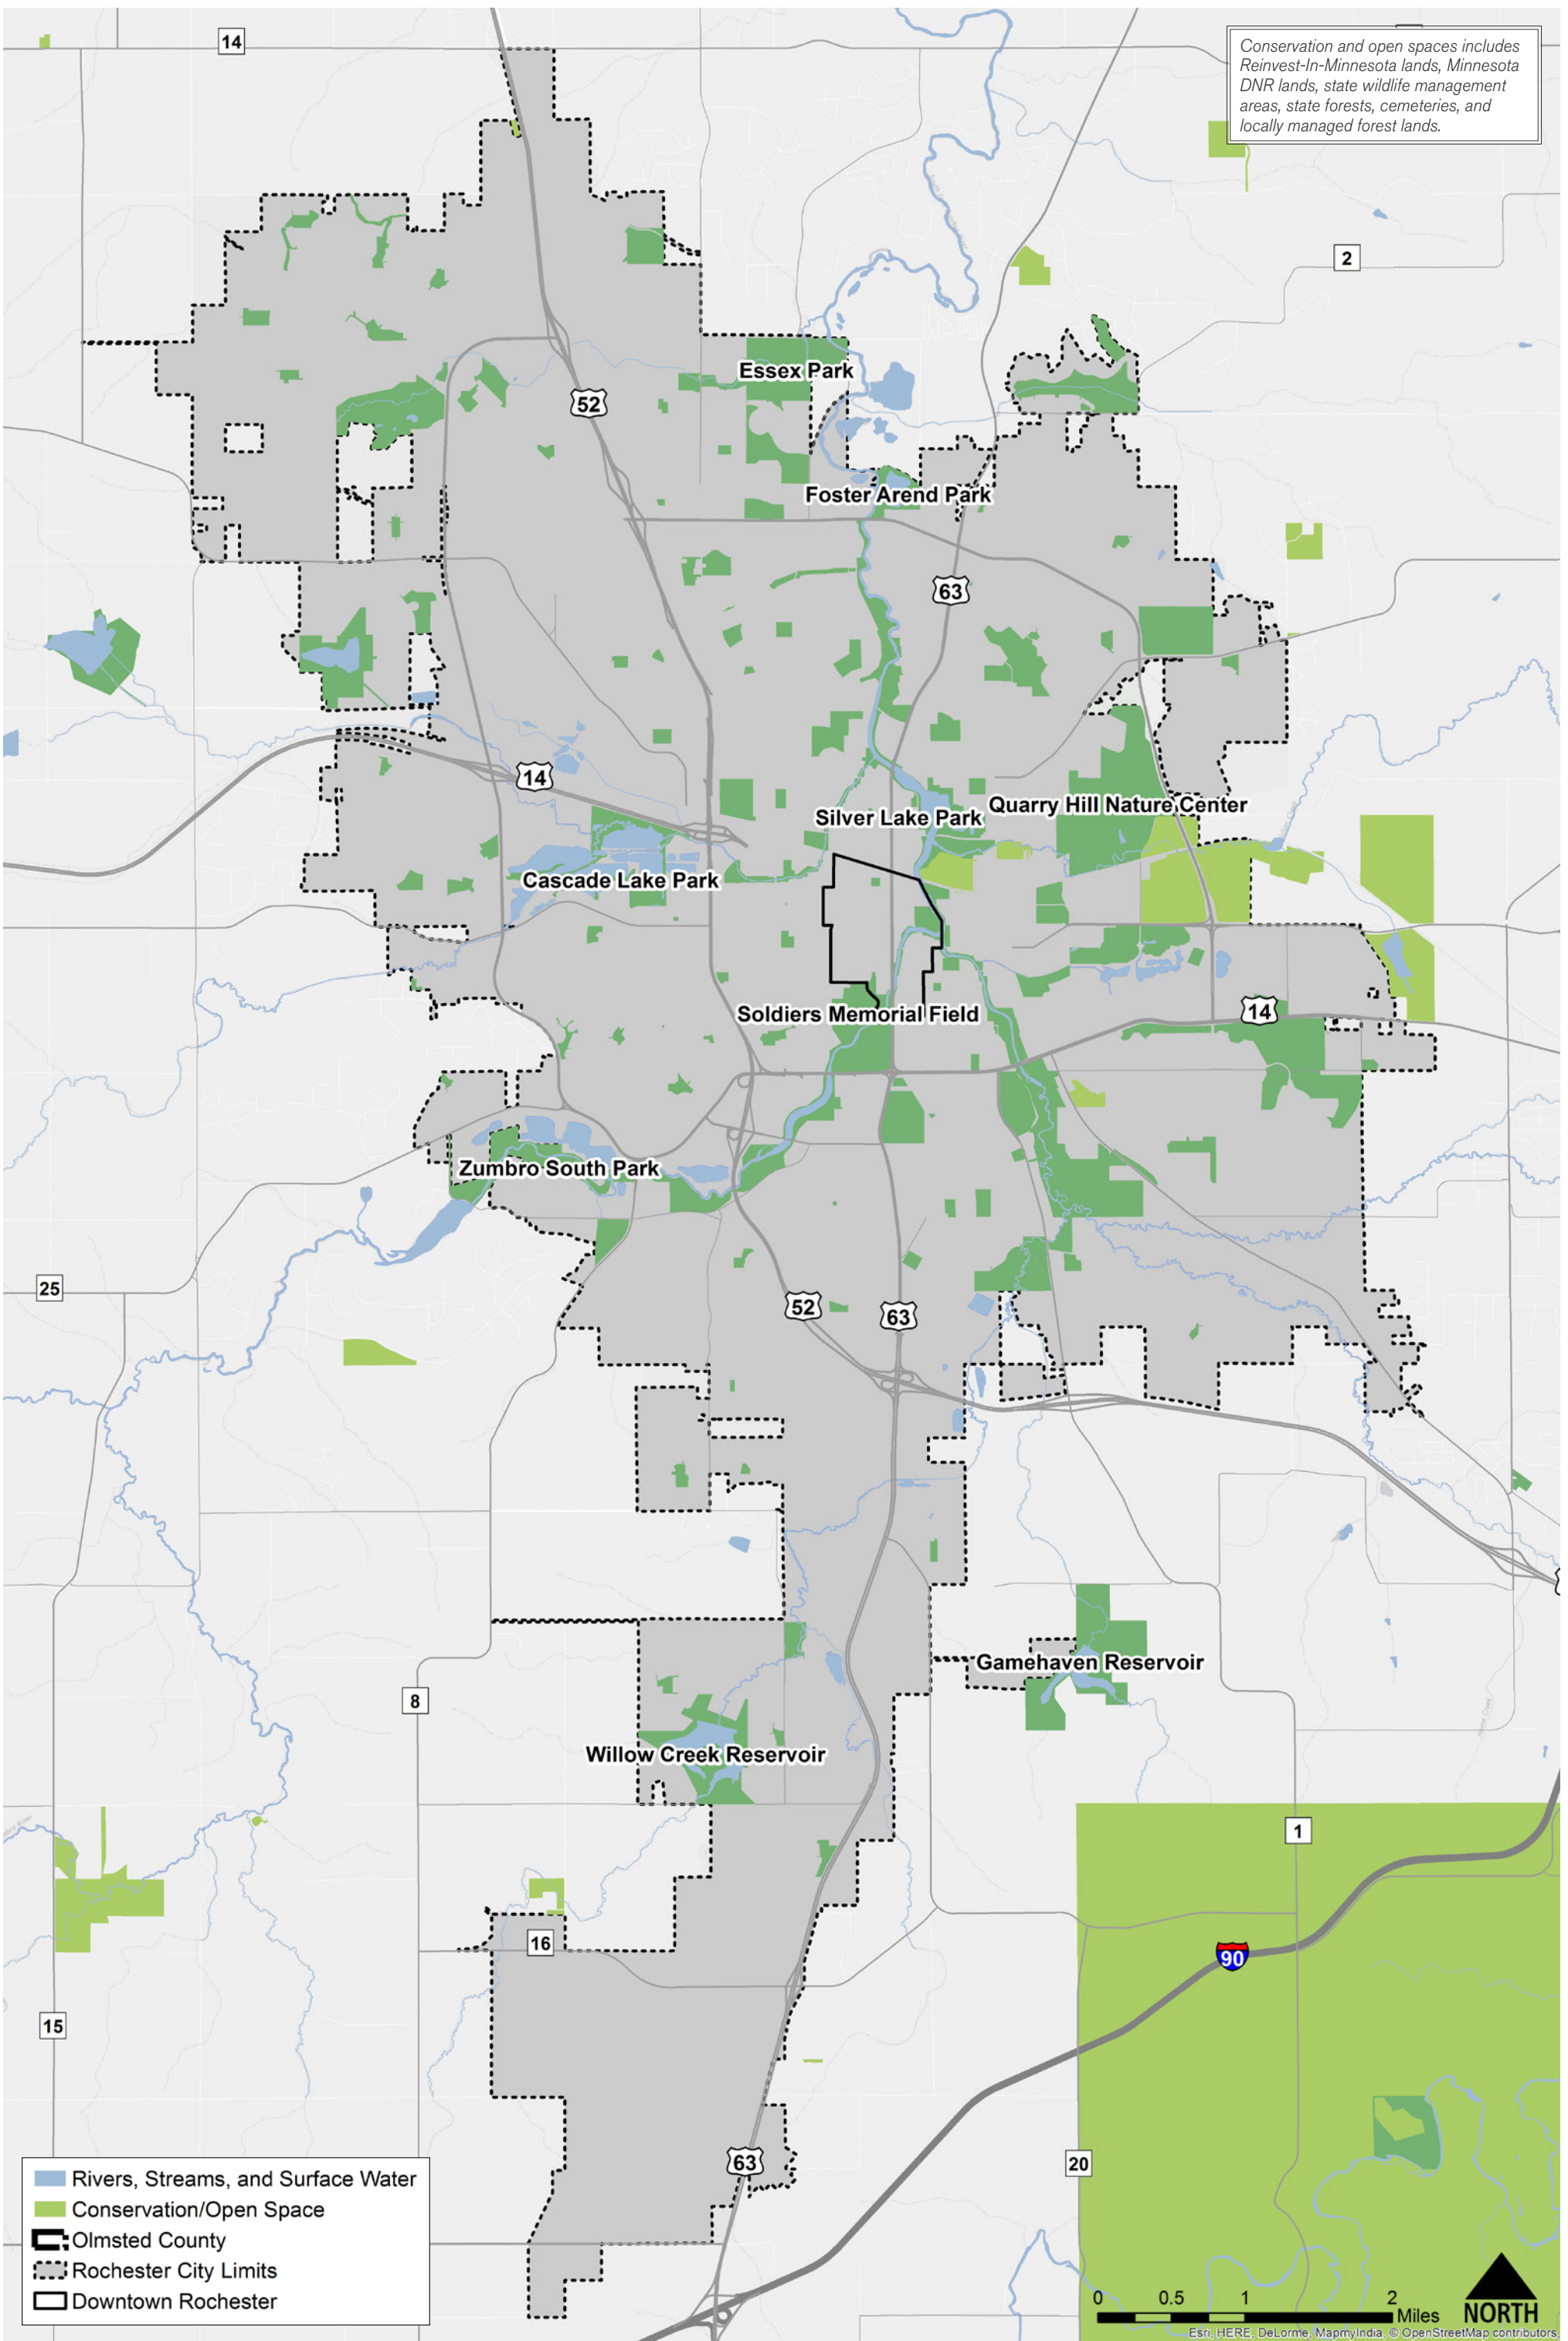 14
Conservation and open spaces includes
Reinvest-In-Minnesota lands, Minnesota
DNR lands, state wildlife management
areas, state forests, cemeteries, and
locally managed forest lands.
2
Essex Park
52
Foster Arend Park
63
14
Quarry Hill Nature Center
Silver Lake Park
Cascade Lake Park
14
Soldiers Memorial Field
Zumbro South Park
25
52
63
Gamehaven Reservoir
8
Willow Creek Reservoir
1
16
90
15
63
20
Rivers, Streams, and Surface Water
Conservation/Open Space
Olmsted County
Rochester City Limits
Downtown Rochester
0 0.5 1 2
Miles
NORTH
Esri, HERE, DeLorme, MapmyIndia, © OpenStreetMap contributors